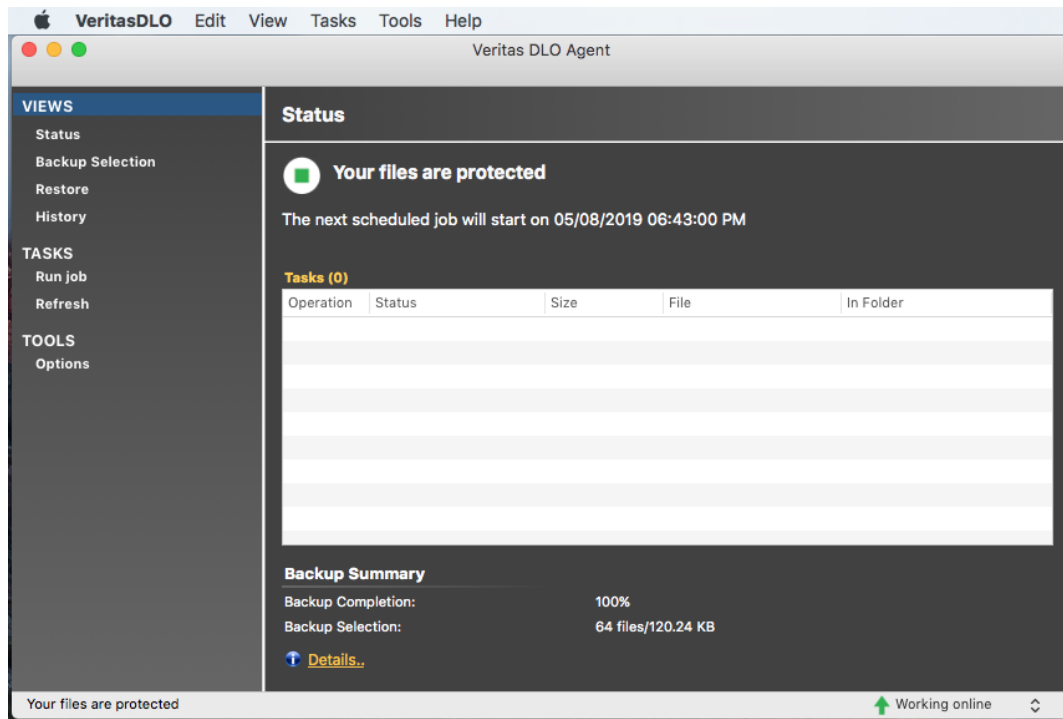 VeritasDLO Edit View Tasks Tools Help
Veritas DLO Agent
VIEWS
Status
Backup Selection
Restore
History
TASKS
Run job
Refresh
TOOLS
Options
Status
Your files are protected
The next scheduled job will start on 05/08/2019 06:43:00 PM
Tasks (0)
Operation Status Size File In Folder
Backup Summary
Backup Completion: 100%
Backup Selection: 64 files/120.24 KB
Details..
Your files are protected Working online